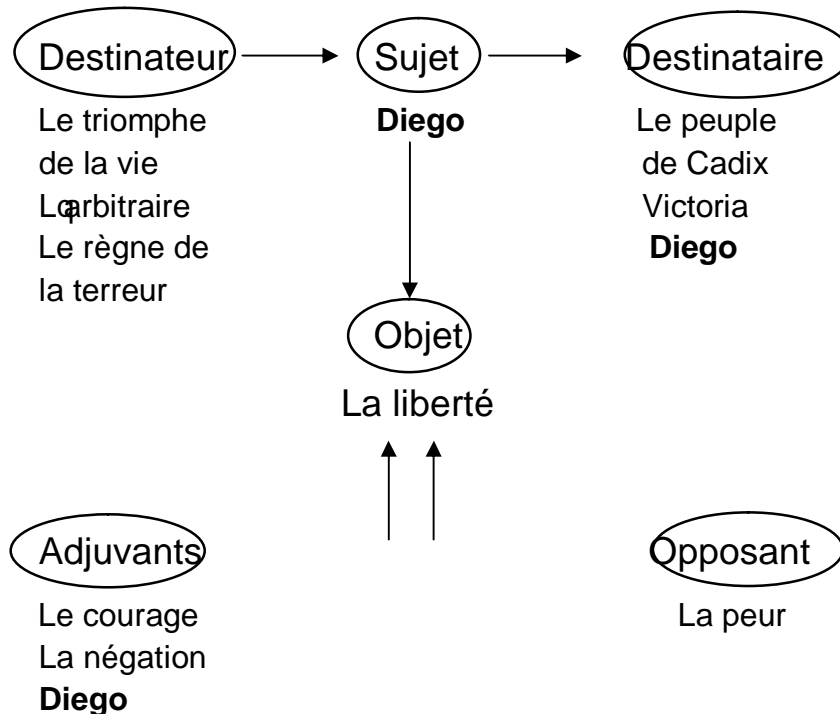 Destinateur
Sujet
Destinataire
Le triomphe
de la vie
L'arbitraire
Le règne de
la terreur
Diego
Le peuple
de Cadix
Victoria
Diego
Objet
La liberté
Adjuvants
Opposant
Le courage
La négation
Diego
La peur